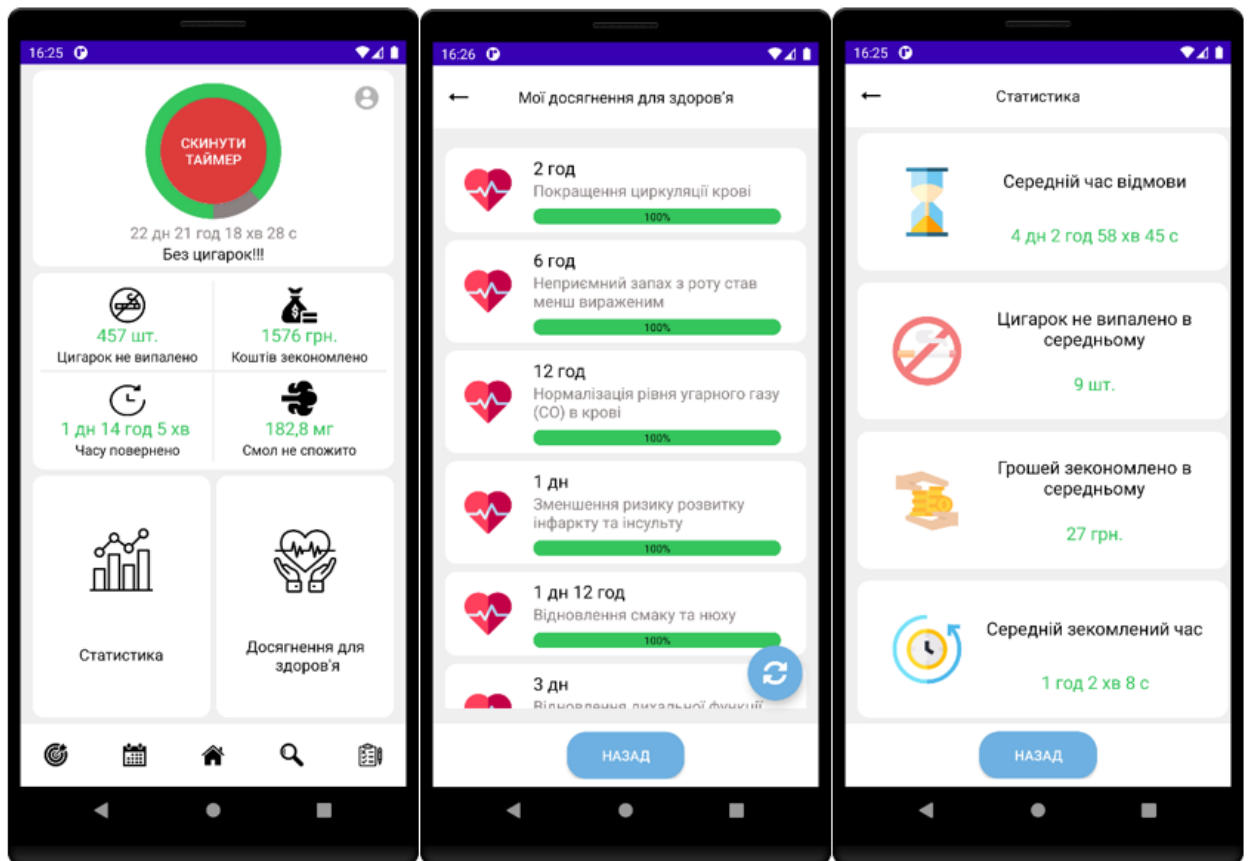 16:25
СКИНУТИ
ТАЙМЕР
22 дн 21 год 18 хв 28 с
Без цигарок!!!
457 шт.
Цигарок не випалено
1576 грн.
Коштів зекономлено
1 дн 14 год 5 хв
Часу повернено
182,8 мг
Смол не спожито
Статистика
Досягнення для
здоров'я
16:26
Мої досягнення для здоров'я
2 год
Покращення циркуляції крові
100%
6 год
Неприємний запах з роту став
менш вираженим
100%
12 год
Нормалізація рівня угарного газу
(CO) в крові
100%
1 дн
Зменшення ризику розвитку
інфаркту та інсульту
100%
1 дн 12 год
Відновлення смаку та нюху
100%
3 дн
Відновлення дихальної функції
НАЗАД
16:25
Статистика
Середній час відмови
4 дн 2 год 58 хв 45 с
Цигарок не випалено в
середньому
9 шт.
Грошей зекономлено в
середньому
27 грн.
Середній зекомлений час
1 год 2 хв 8 с
НАЗАД